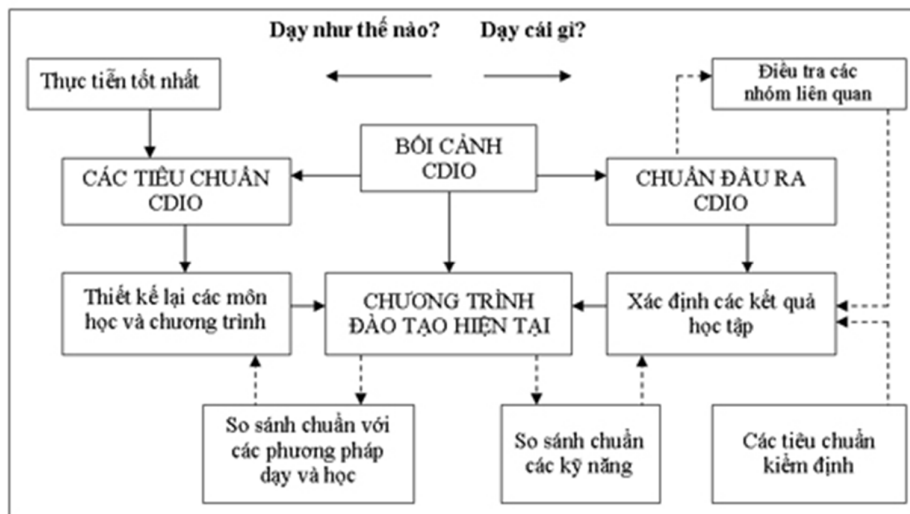 Dạy như thế nào?
Dạy cái gì?
Thực tiễn tốt nhất
Điều tra các
nhóm liên quan
BỐI CẢNH
CDIO
CÁC TIÊU CHUẨN
CDIO
CHUẨN ĐẦU RA
CDIO
Thiết kế lại các môn
học và chương trình
CHƯƠNG TRÌNH
ĐÀO TẠO HIỆN TẠI
Xác định các kết quả
học tập
So sánh chuẩn với
các phương pháp
dạy và học
So sánh chuẩn
các kỹ năng
Các tiêu chuẩn
kiểm định